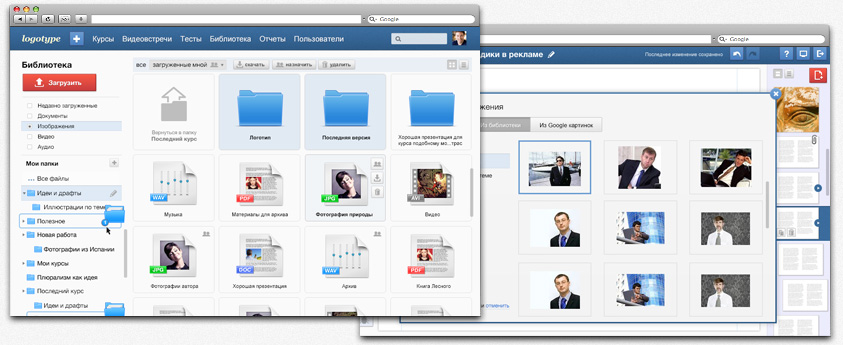 Google
logotype
Курсы
Видеовстречи
Тесты
Библиотека
Отчеты
Пользователи
Библиотека
Загрузить
Недавно загруженные
Документы
Изображения
Видео
Аудио
Мои папки
... Все файлы
Идеи и драфты
Иллюстрации по теме
Полезное
Новая работа
Фотографии из Испании
Мои курсы
Плюрализм как идея
Последний курс
Идеи и драфты
все
загруженные мной
скачать
назначить
удалить
Вернуться в папку
Последний курс
Логотип
Последняя версия
Хорошая презентация для
курса подобному мо...трас
WAV
Музыка
PDF
Материалы для архива
JPG
Фотография природы
AVI
Видео
JPG
Фотографии автора
DOC
Хорошая презентация
WAV
Архив
PDF
Книга Лесного
Google
дики в рекламе
Последние изменения сохранено
?
жения
Из библиотеки
Из Google картинок
теме
ии
и отменить